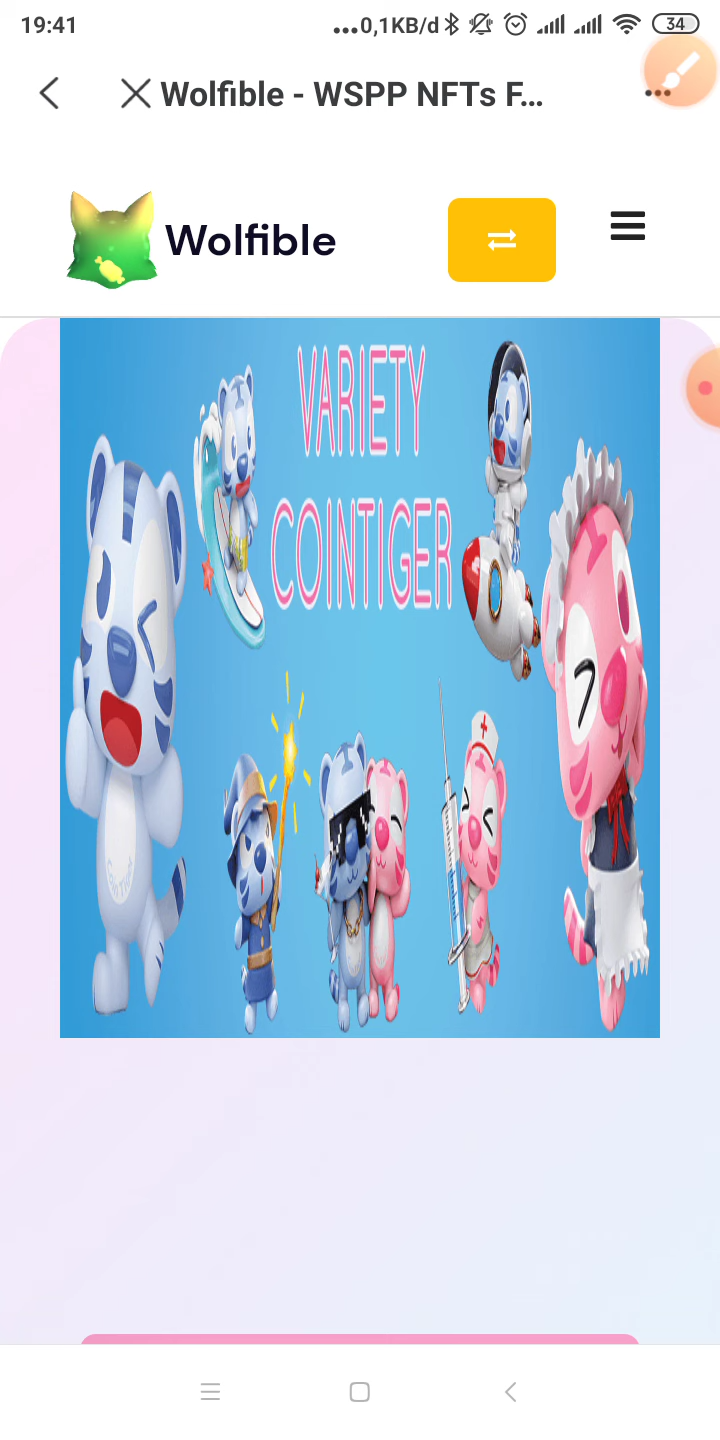 19:41
...0,1KB/d
34
Wolfible - WSPP NFTs F...
Wolfible
VARIETY
COINTIGER